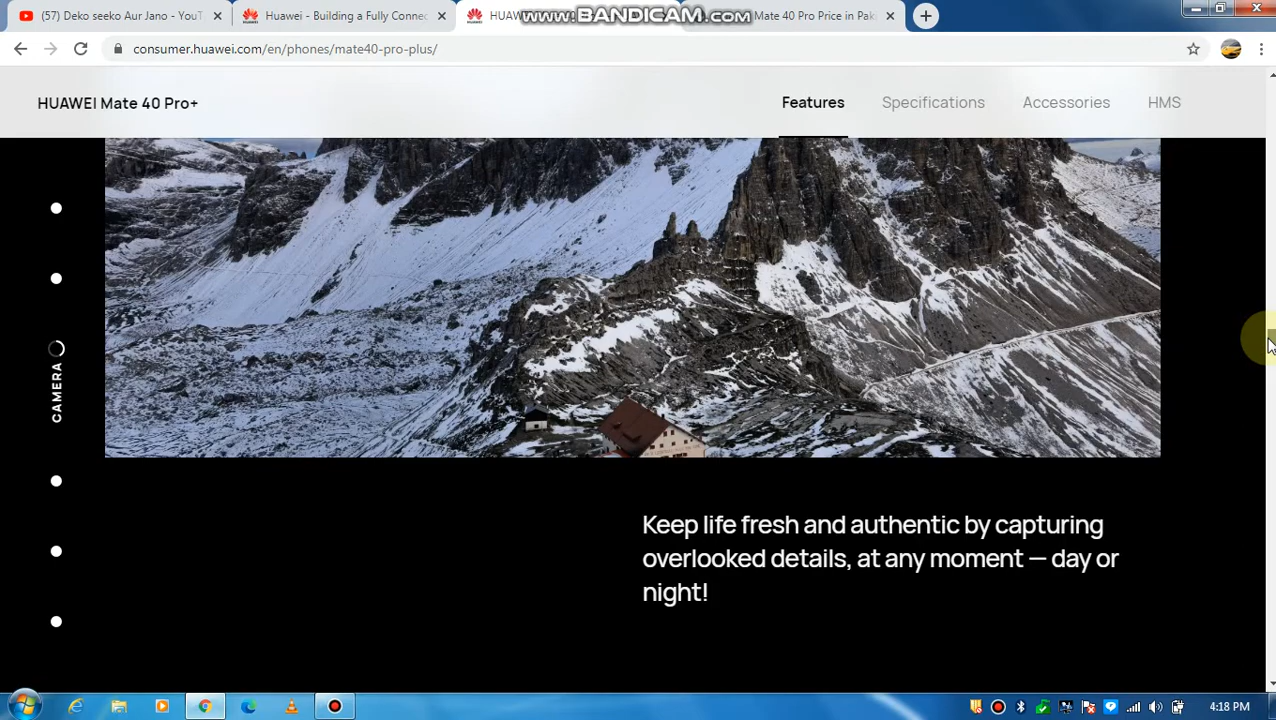 (57) Deko seeko Aur Jano - YouT
Huawei - Building a Fully Connec
HUAWE
www.BANDICAM.com
Mate 40 Pro Price in Pak
consumer.huawei.com/en/phones/mate40-pro-plus/
HUAWEI Mate 40 Pro+
Features
Specifications
Accessories
HMS
CAMERA
Keep life fresh and authentic by capturing
overlooked details, at any moment — day or
night!
4:18 PM